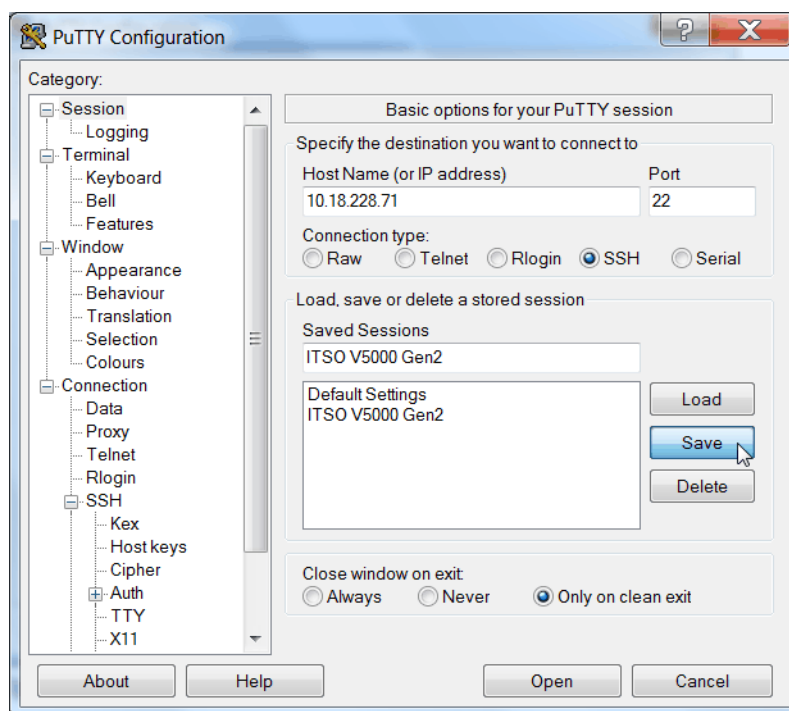 PuTTY Configuration
Category:
Session
Logging
Terminal
Keyboard
Bell
Features
Window
Appearance
Behaviour
Translation
Selection
Colours
Connection
Data
Proxy
Telnet
Rlogin
SSH
Kex
Host keys
Cipher
Auth
TTY
X11
Basic options for your PuTTY session
Specify the destination you want to connect to
Host Name (or IP address) Port
10.18.228.71 22
Connection type:
Raw Telnet Rlogin SSH Serial
Load, save or delete a stored session
Saved Sessions
ITSO V5000 Gen2
Default Settings
ITSO V5000 Gen2
Load
Save
Delete
Close window on exit:
Always Never Only on clean exit
About Help Open Cancel